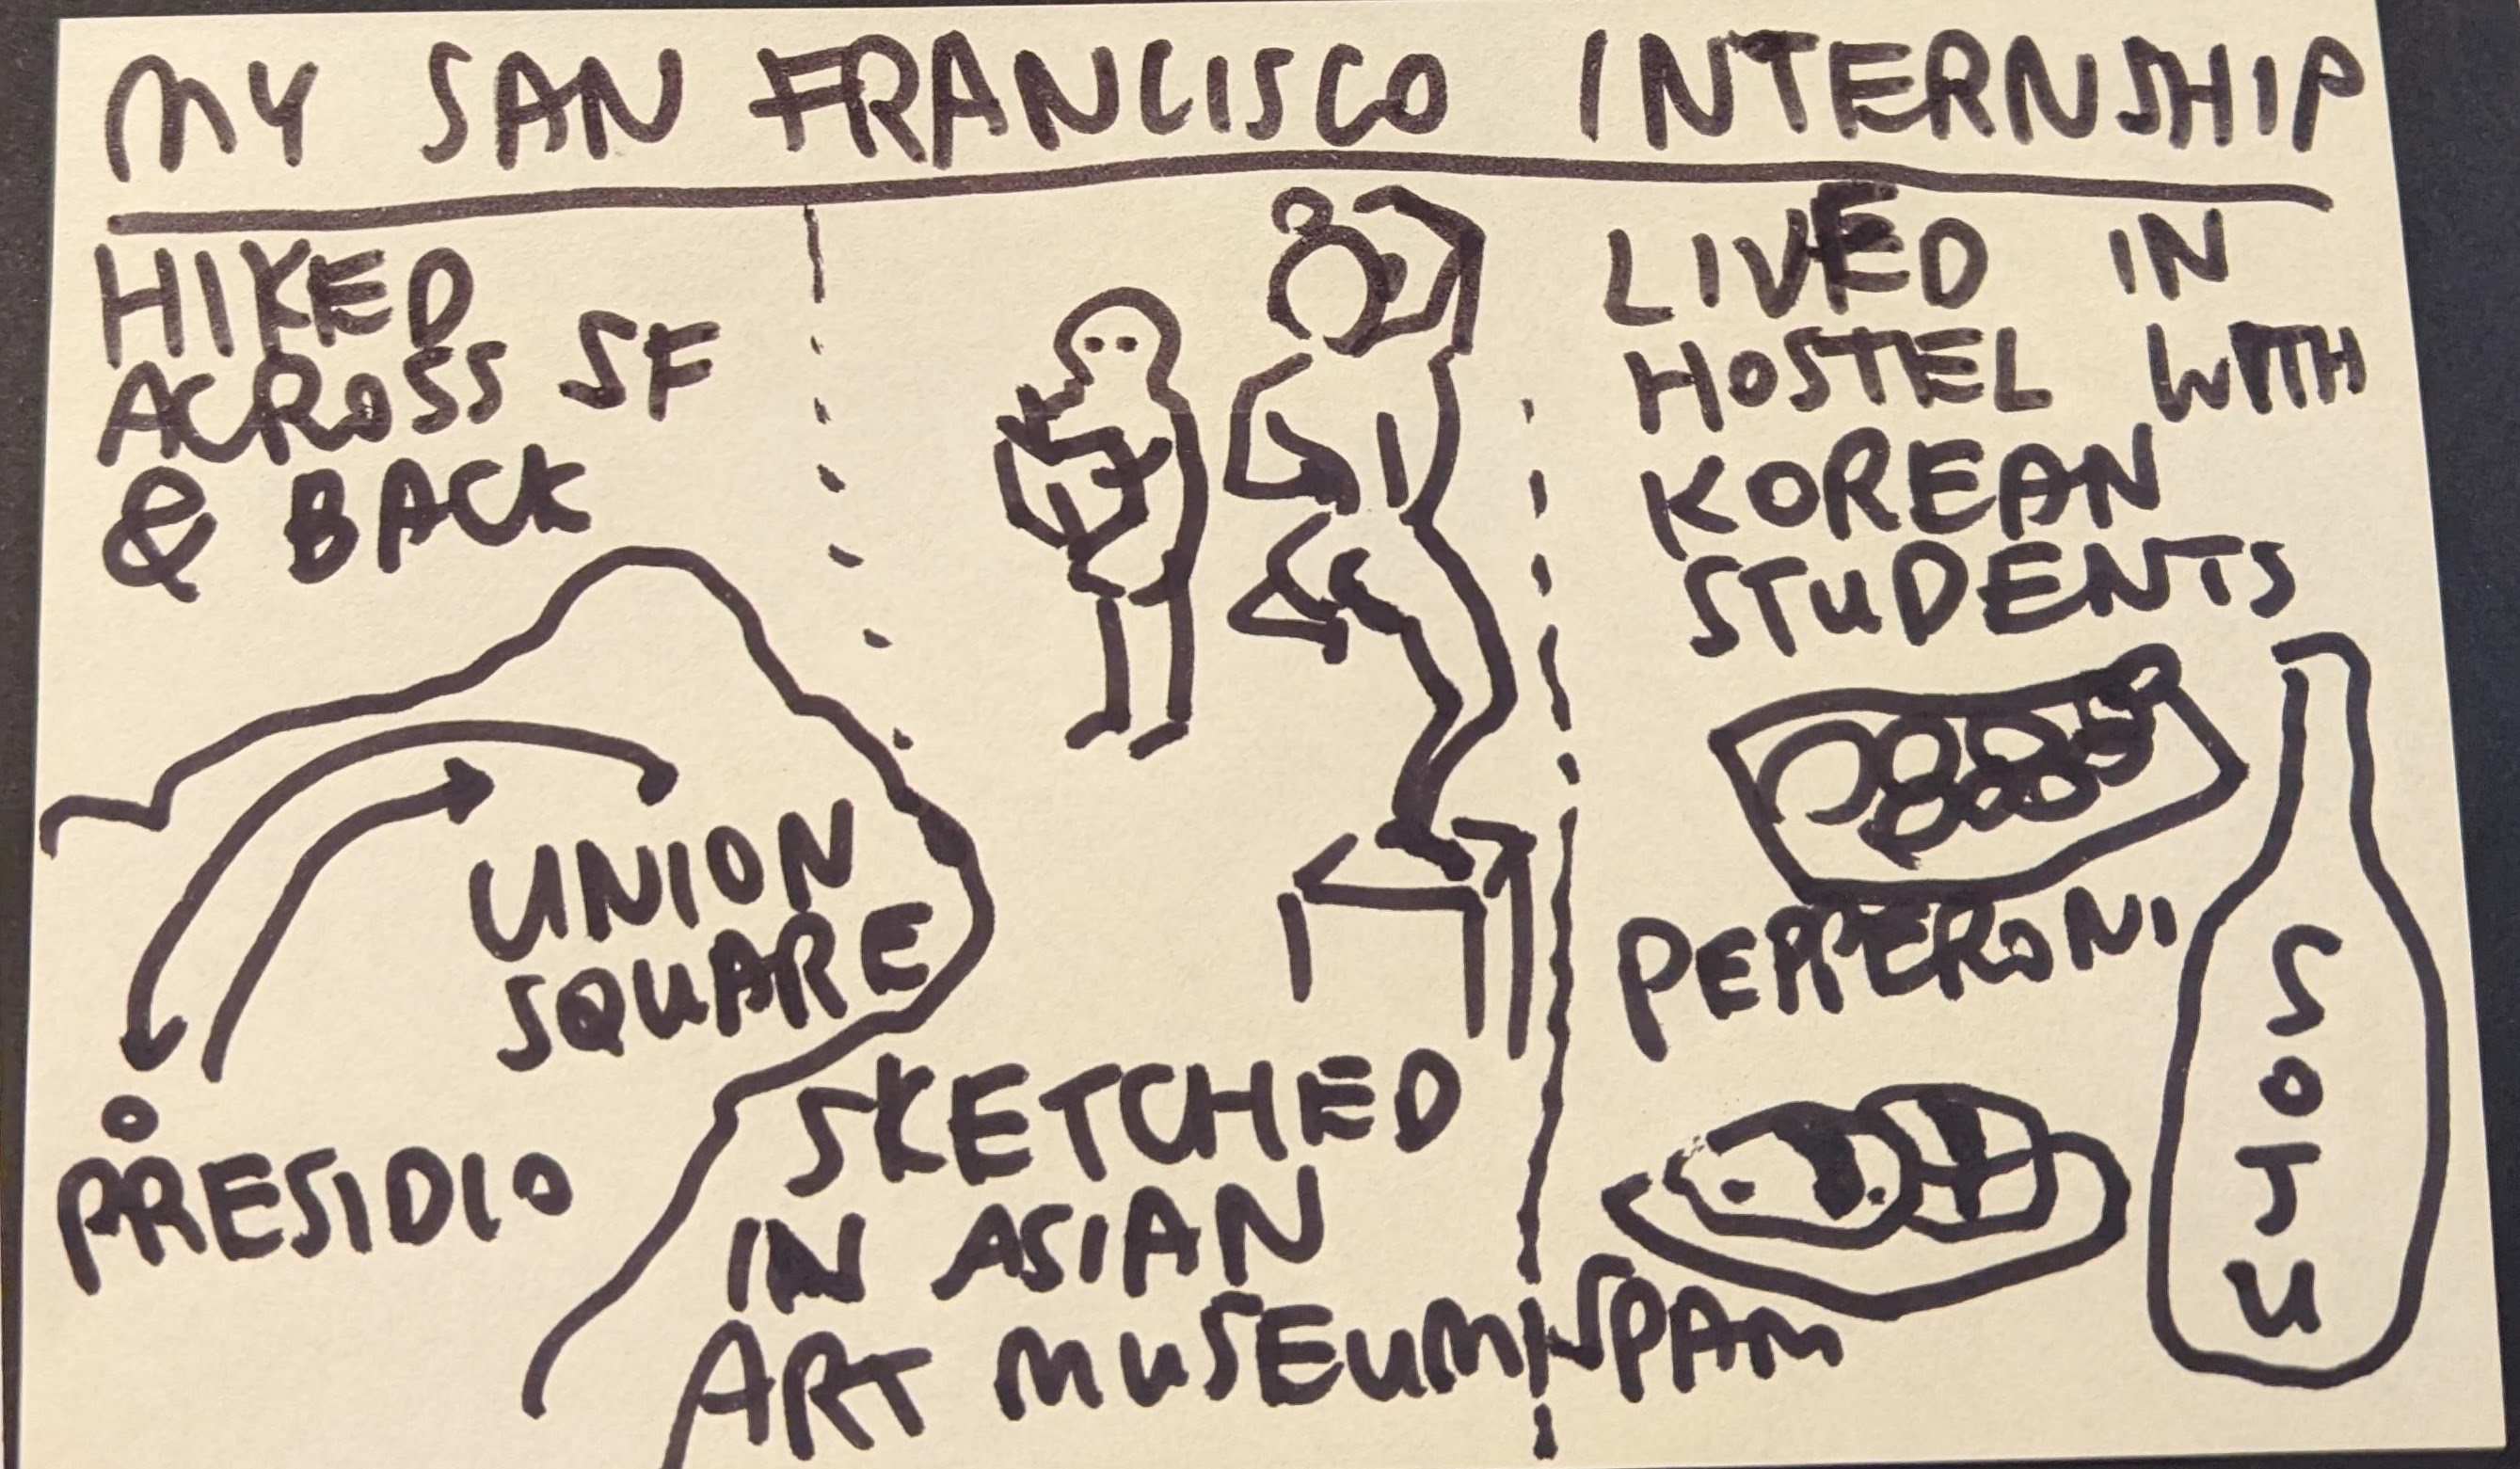 MY SAN FRANCISCO INTERNSHIP
HIKED
ACROSS SF
& BACK
UNION
SQUARE
PRESIDIO
SKETCHED
IN ASIAN
ART MUSEUM
LIVED IN
HOSTEL WITH
KOREAN
STUDENTS
PEPPERONI
SPAM
SOJU